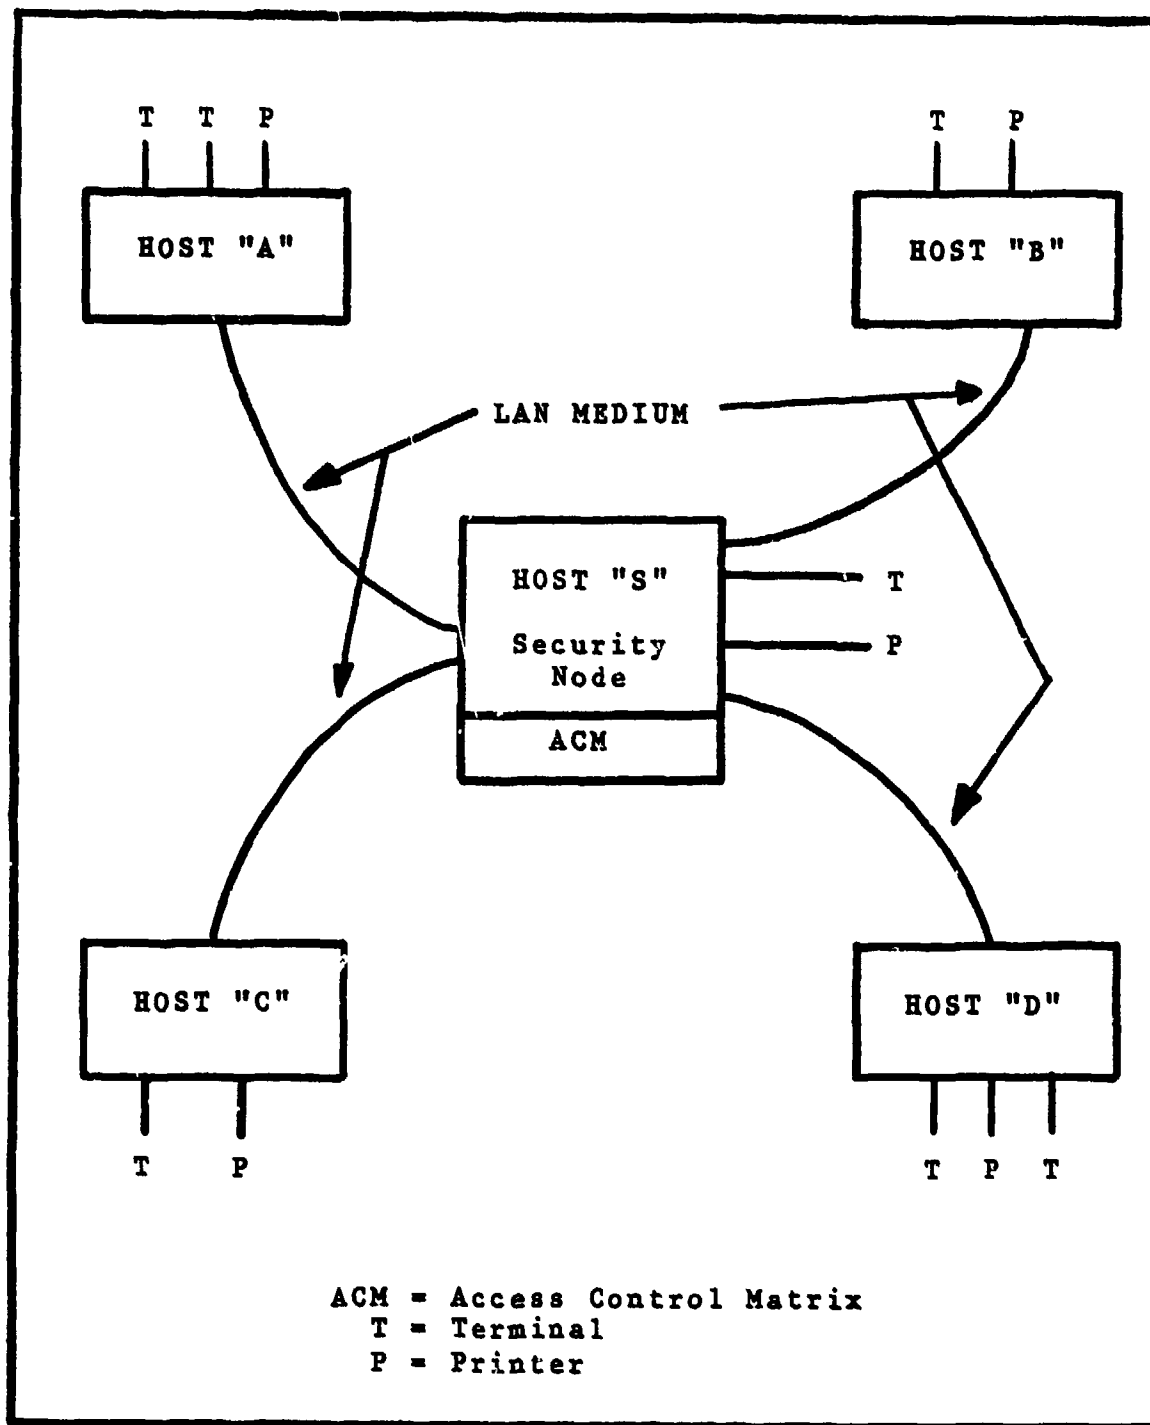 T T P
T P
HOST "A"
HOST "B"
LAN MEDIUM
HOST "S"
T
Security
Node
P
ACM
HOST "C"
HOST "D"
T P
T P T
ACM = Access Control Matrix
T = Terminal
P = Printer